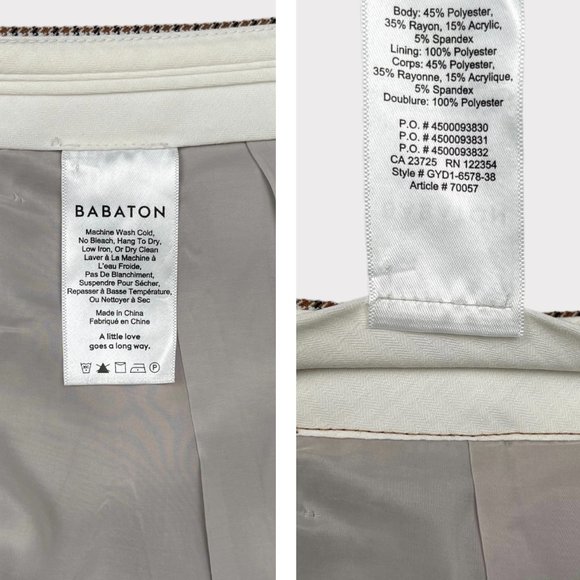 BABATON
Machine Wash Cold,
No Bleach, Hang To Dry,
Low Iron, Or Dry Clean
Laver à La Machine à
L'eau Froide,
Pas De Blanchiment,
Suspendre Pour Sécher,
Repasser à Basse Température,
Ou Nettoyer à Sec
Made in China
Fabriqué en Chine
A little love
goes a long way.
Body: 45% Polyester,
35% Rayon, 15% Acrylic,
5% Spandex
Lining: 100% Polyester
Corps: 45% Polyester,
35% Rayonne, 15% Acrylique,
5% Spandex
Doublure: 100% Polyester
P.O. # 4500093830
P.O. # 4500093831
P.O. # 4500093832
CA 23725 RN 122354
Style # GYD1-6578-38
Article # 70057